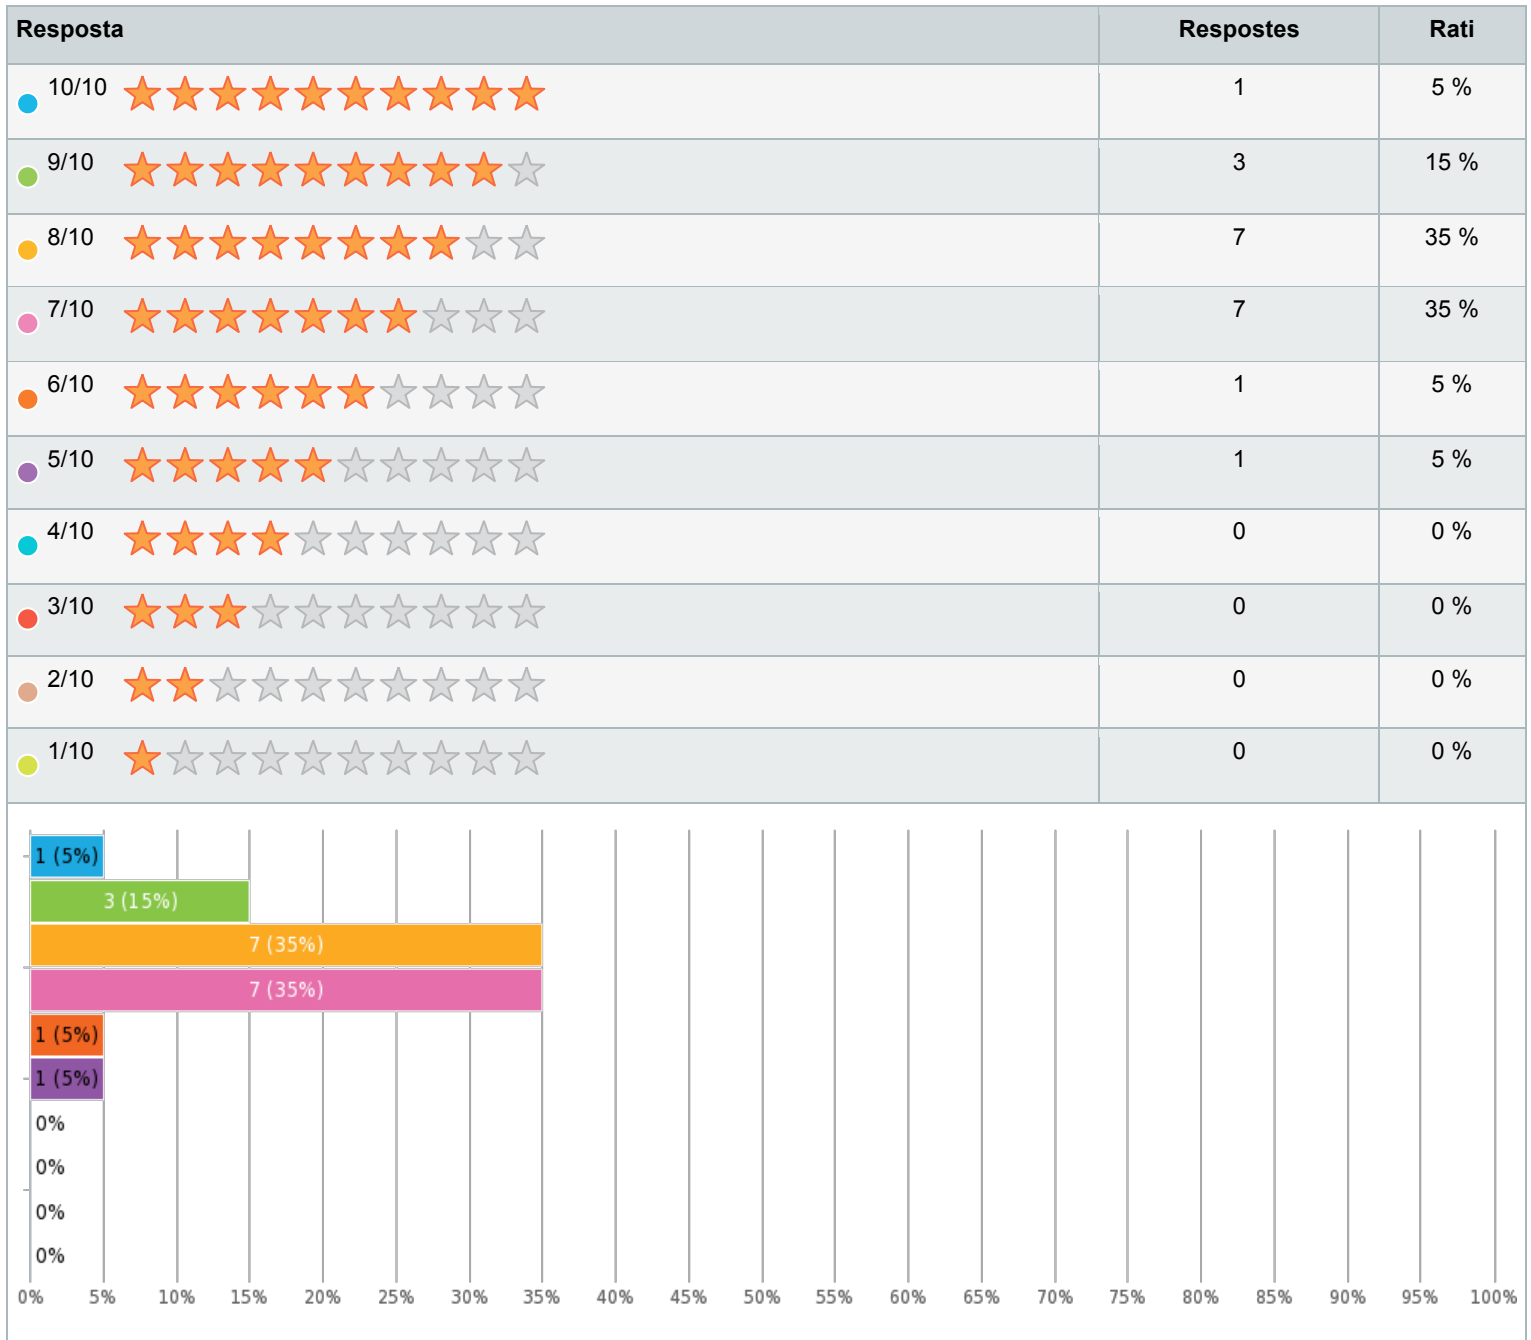 Resposta Respostes Rati
10/10 1 5 %
9/10 3 15 %
8/10 7 35 %
7/10 7 35 %
6/10 1 5 %
5/10 1 5 %
4/10 0 0 %
3/10 0 0 %
2/10 0 0 %
1/10 0 0 %
1 (5%)
3 (15%)
7 (35%)
7 (35%)
1 (5%)
1 (5%)
0%
0%
0%
0%
0% 5% 10% 15% 20% 25% 30% 35% 40% 45% 50% 55% 60% 65% 70% 75% 80% 85% 90% 95% 100%